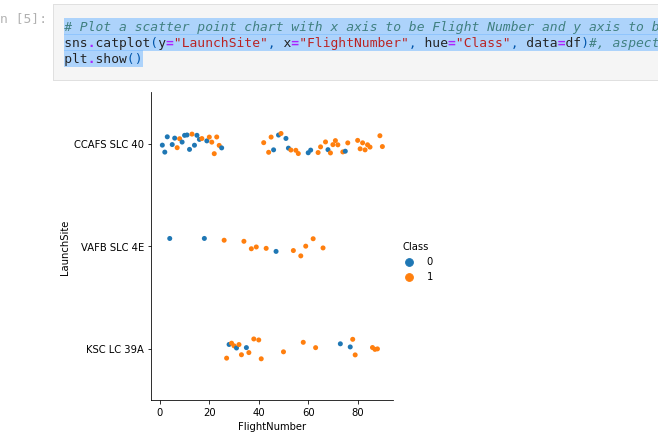 n [5]:
# Plot a scatter point chart with x axis to be Flight Number and y axis to b
sns.catplot(y="LaunchSite", x="FlightNumber", hue="Class", data=df)#, aspect
plt.show()
CCAFS SLC 40
VAFB SLC 4E
KSC LC 39A
LaunchSite
Class
0
1
0 20 40 60 80
FlightNumber